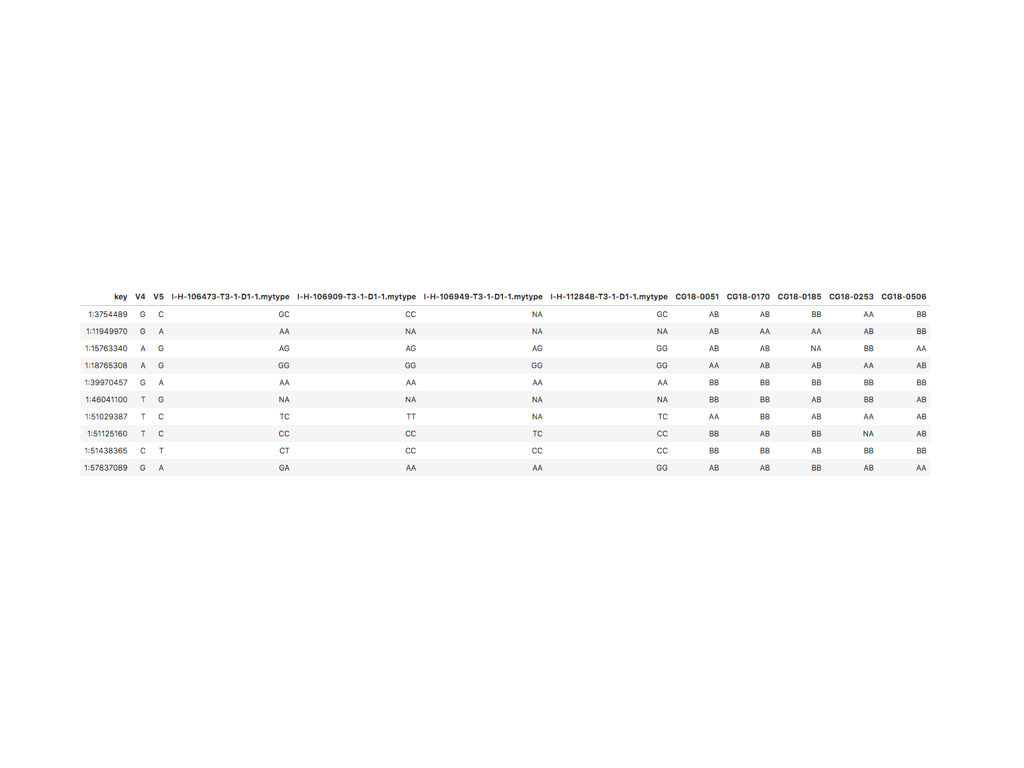 key V4 V5 I-H-106473-T3-1-D1-1.mytype I-H-106909-T3-1-D1-1.mytype I-H-106949-T3-1-D1-1.mytype I-H-112848-T3-1-D1-1.mytype CG18-0051 CG18-0170 CG18-0185 CG18-0253 CG18-0506
1:3754489 G C GC CC NA GC AB AB BB AA BB
1:11949970 G A AA NA NA NA AB AA AA AB BB
1:15763340 A G AG AG AG GG AB AB NA BB AA
1:18765308 A G GG GG GG GG AA AB AB AA AB
1:39970457 G A AA AA AA AA BB BB BB BB BB
1:46041100 T G NA NA NA NA BB BB AB BB AB
1:51029387 T C TC TT NA TC AA BB AB AA AB
1:51125160 T C CC CC TC CC BB AB BB NA AB
1:51438365 C T CT CC CC CC BB BB AB BB BB
1:57837089 G A GA AA AA GG AB AB BB AB AA